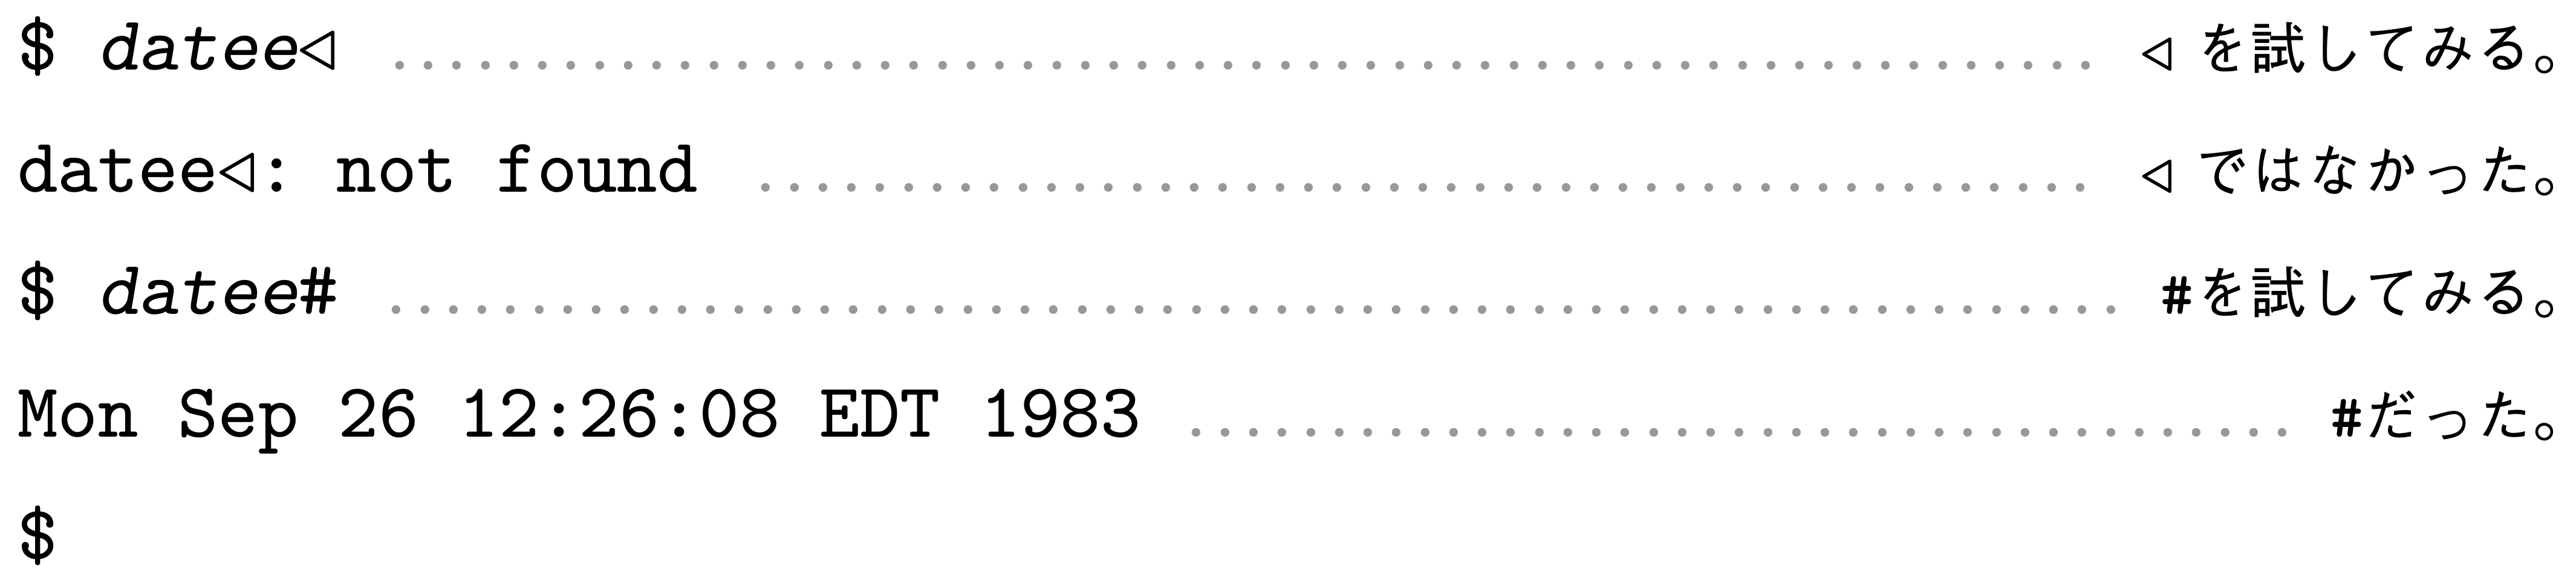 $ datee◁ ............................................................ ◁ を試してみる。
datee◁: not found ............................................... ◁ ではなかった。
$ datee# ............................................................. #を試してみる。
Mon Sep 26 12:26:08 EDT 1983 ....................................... #だった。
$